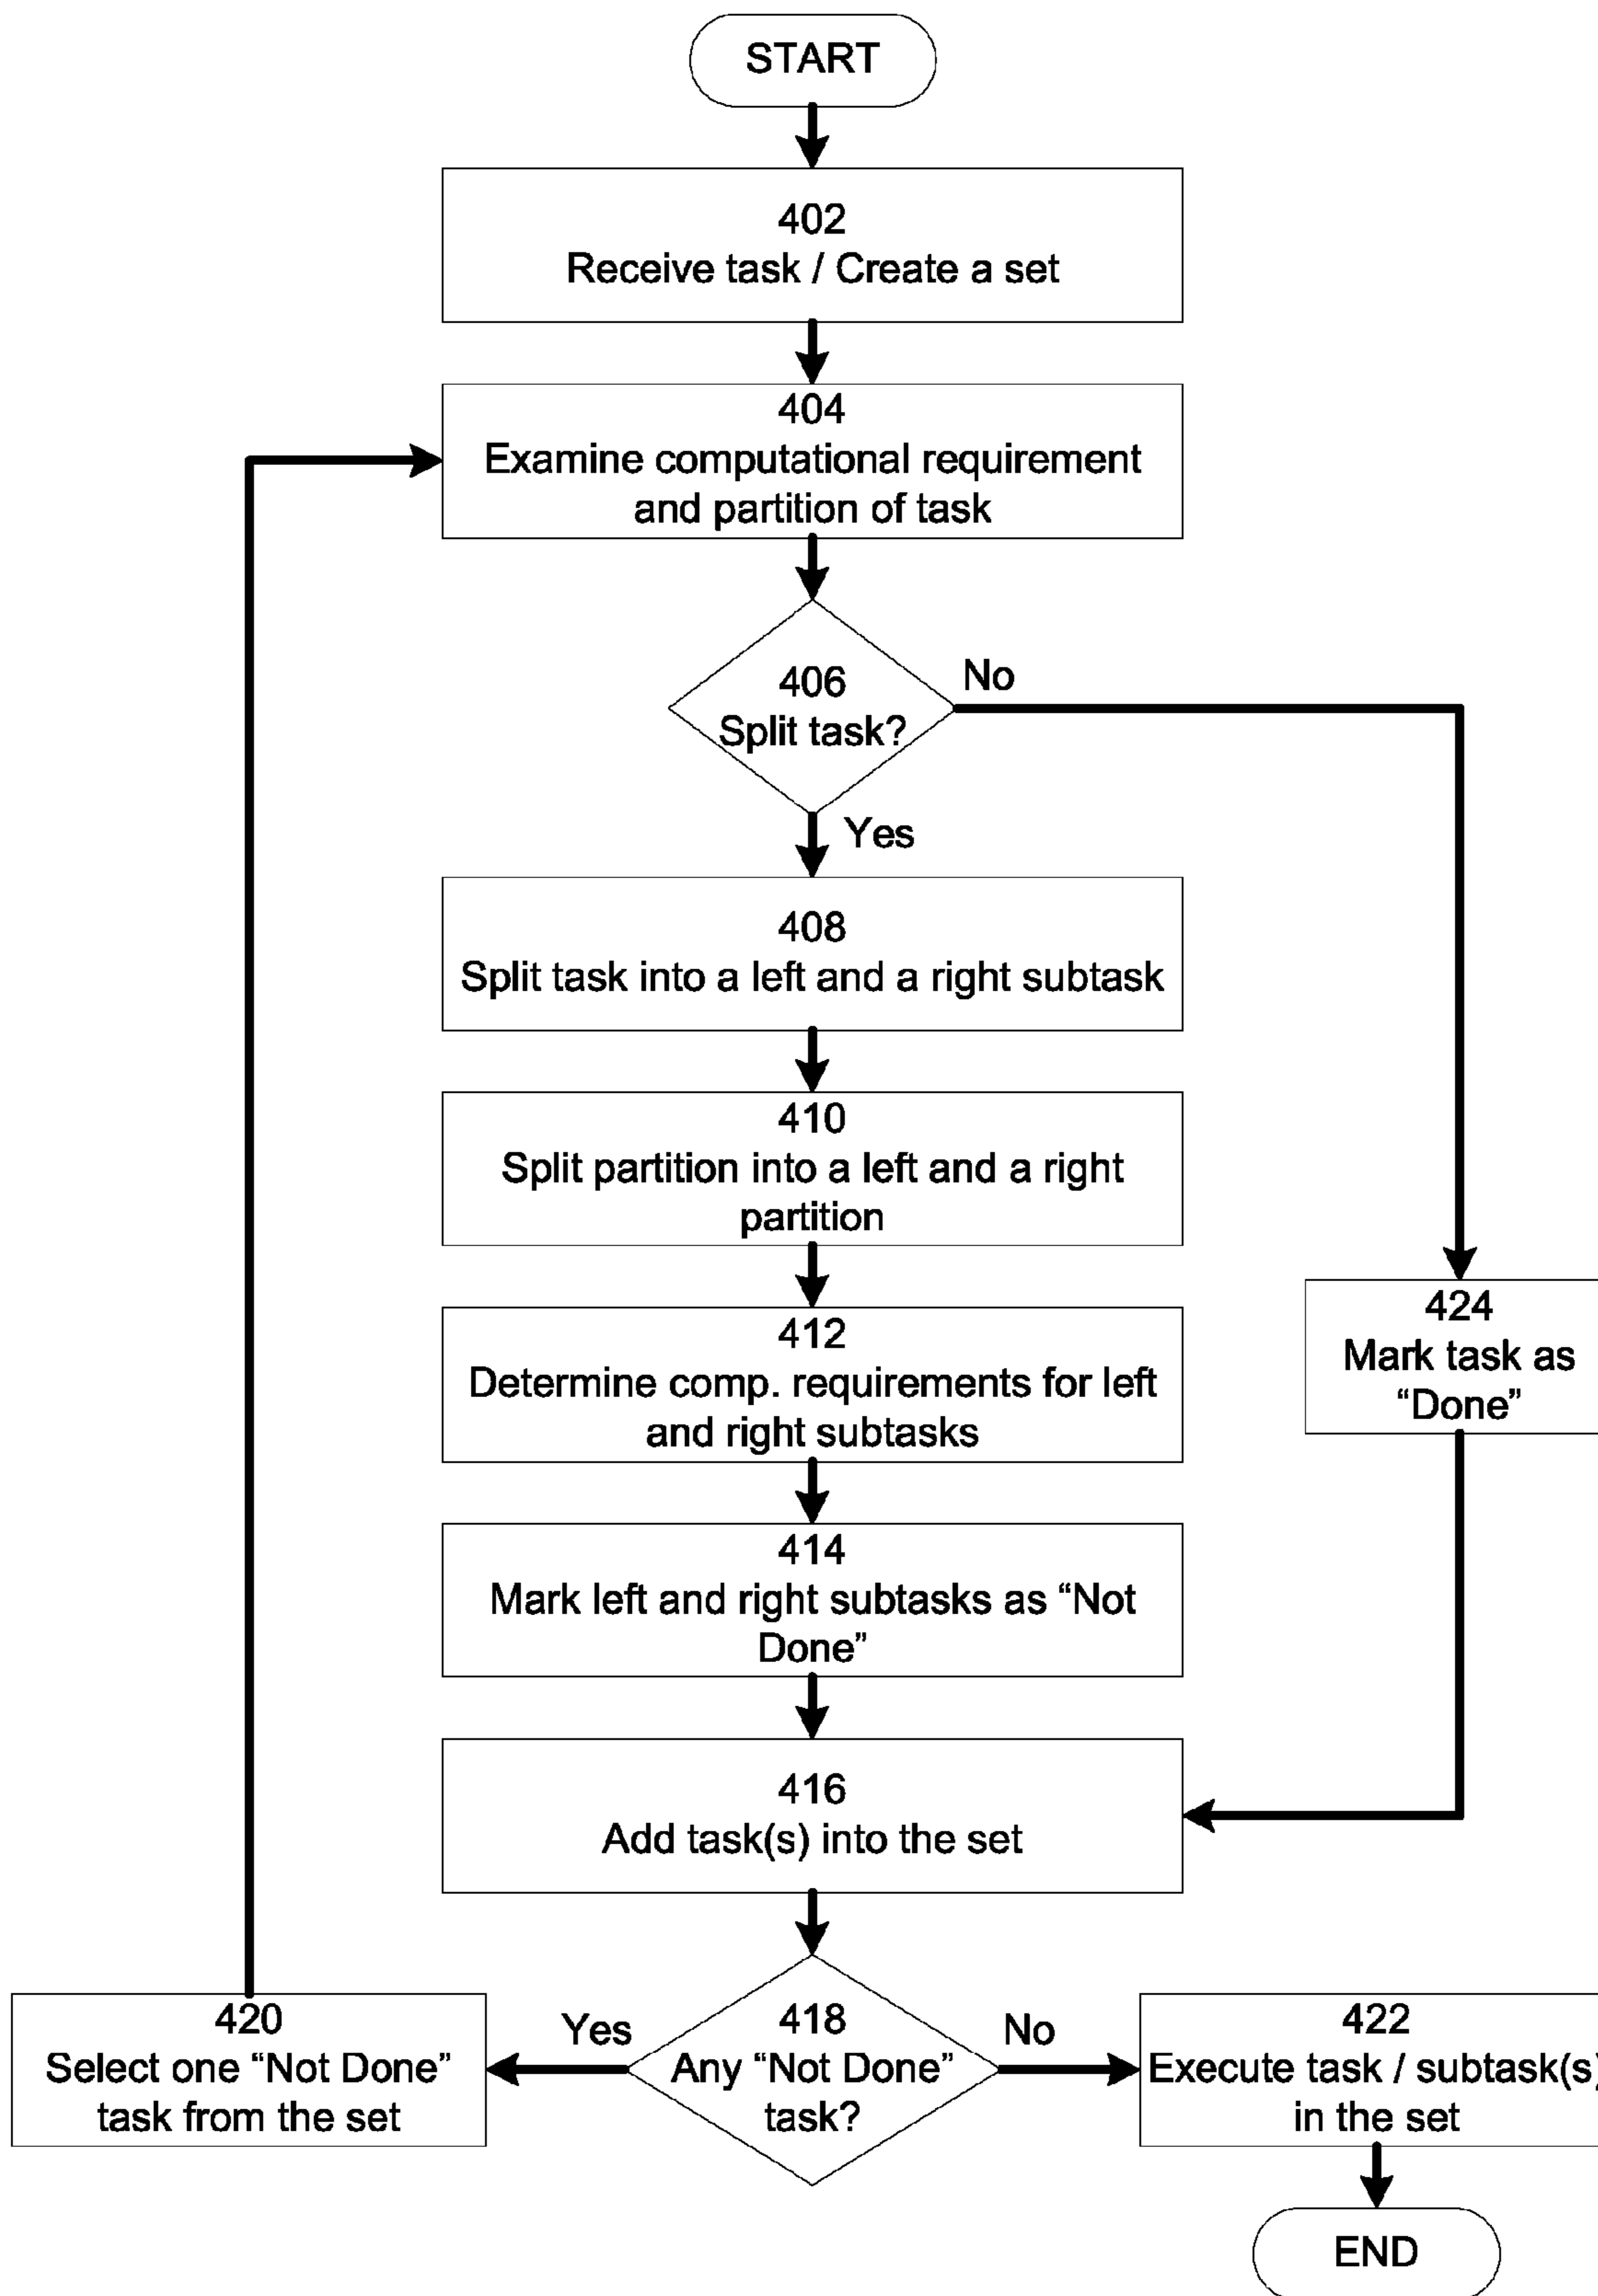 START
402
Receive task / Create a set
404
Examine computational requirement
and partition of task
406
Split task?
No
Yes
408
Split task into a left and a right subtask
410
Split partition into a left and a right
partition
412
Determine comp. requirements for left
and right subtasks
424
Mark task as
“Done”
414
Mark left and right subtasks as “Not
Done”
416
Add task(s) into the set
420
Select one “Not Done”
task from the set
Yes
418
Any “Not Done”
task?
No
422
Execute task / subtask(s)
in the set
END